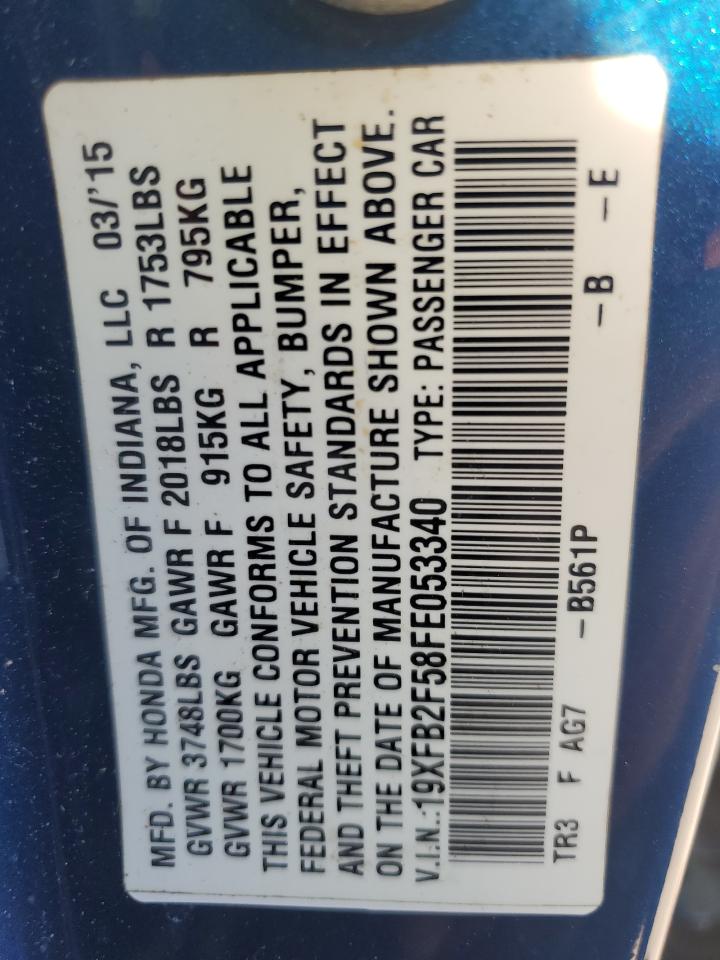 MFD. BY HONDA MFG. OF INDIANA, LLC 03/'15
GVWR 3748LBS GAWR F 2018LBS R 1753LBS
GVWR 1700KG GAWR F 915KG R 795KG
THIS VEHICLE CONFORMS TO ALL APPLICABLE
FEDERAL MOTOR VEHICLE SAFETY, BUMPER,
AND THEFT PREVENTION STANDARDS IN EFFECT
ON THE DATE OF MANUFACTURE SHOWN ABOVE.
V.I.N.:19XFB2F58FE053340 TYPE: PASSENGER CAR
TR3 F AG7 -B561P -B -E